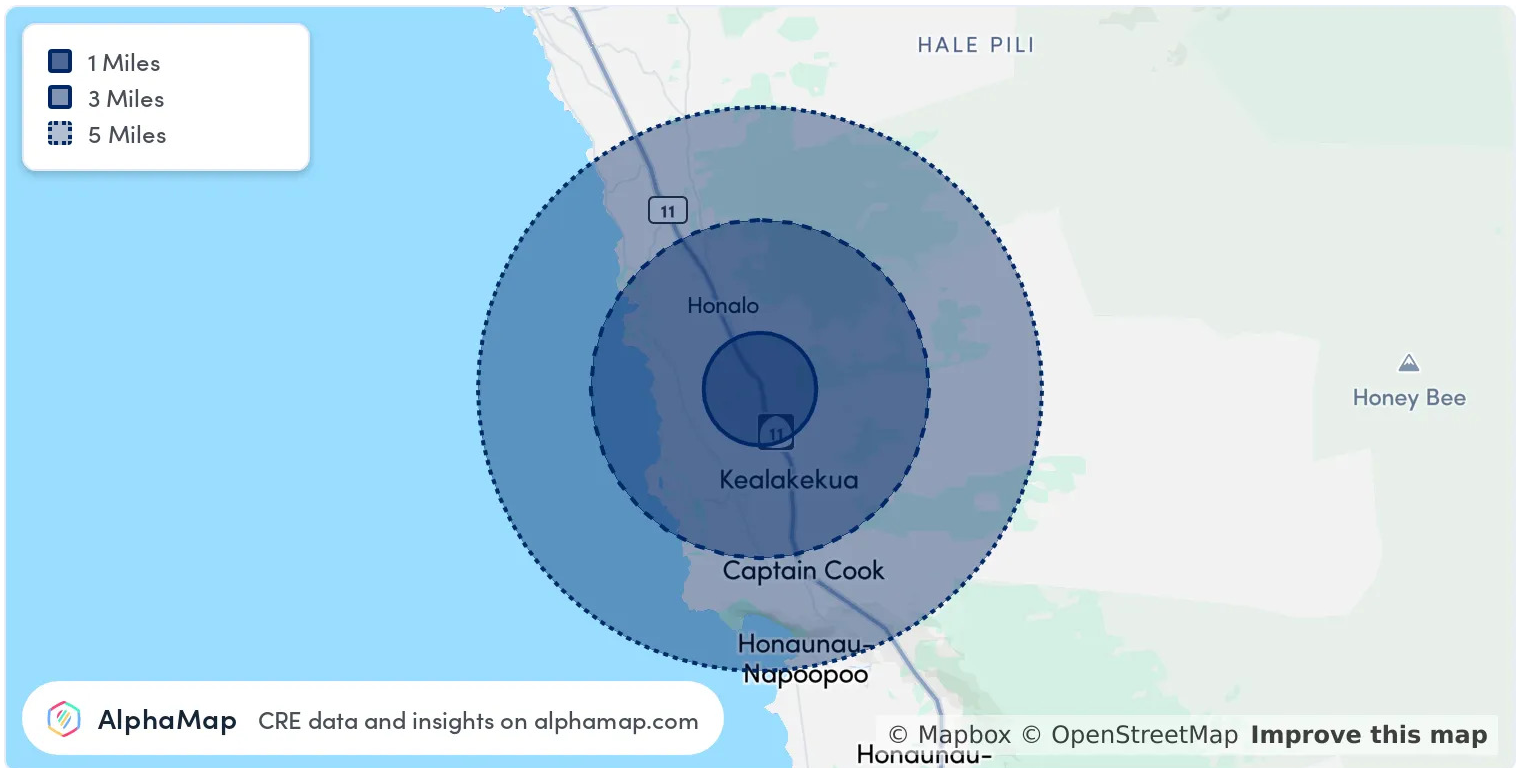 1 Miles
3 Miles
5 Miles
HALE PILI
11
Honalo
Honey Bee
11
Kealakekua
Captain Cook
Honaunau-
Napoopoo
AlphaMap CRE data and insights on alphamap.com
© Mapbox © OpenStreetMap Improve this map
Honaunau-